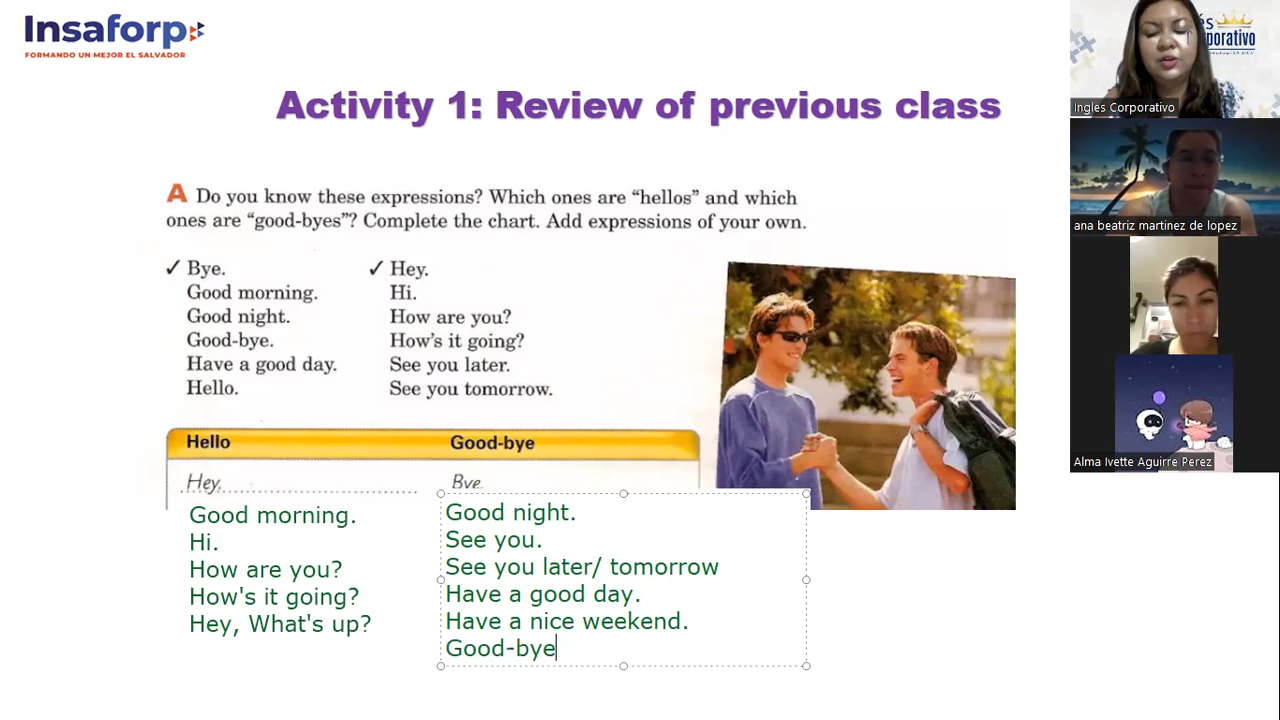 Insaforp
FORMANDO UN MEJOR EL SALVADOR
Activity 1: Review of previous class
A Do you know these expressions? Which ones are “hellos” and which
ones are “good-byes”? Complete the chart. Add expressions of your own.
✓ Bye.
Good morning.
Good night.
Good-bye.
Have a good day.
Hello.
✓ Hey.
Hi.
How are you?
How's it going?
See you later.
See you tomorrow.
Hello
Hey.
Good morning.
Hi.
How are you?
How's it going?
Hey, What's up?
Good-bye
Bye.
Good night.
See you.
See you later/ tomorrow
Have a good day.
Have a nice weekend.
Good-bye
Ingles Corporativo
ana beatriz martinez de lopez
Alma Ivette Aguirre Perez